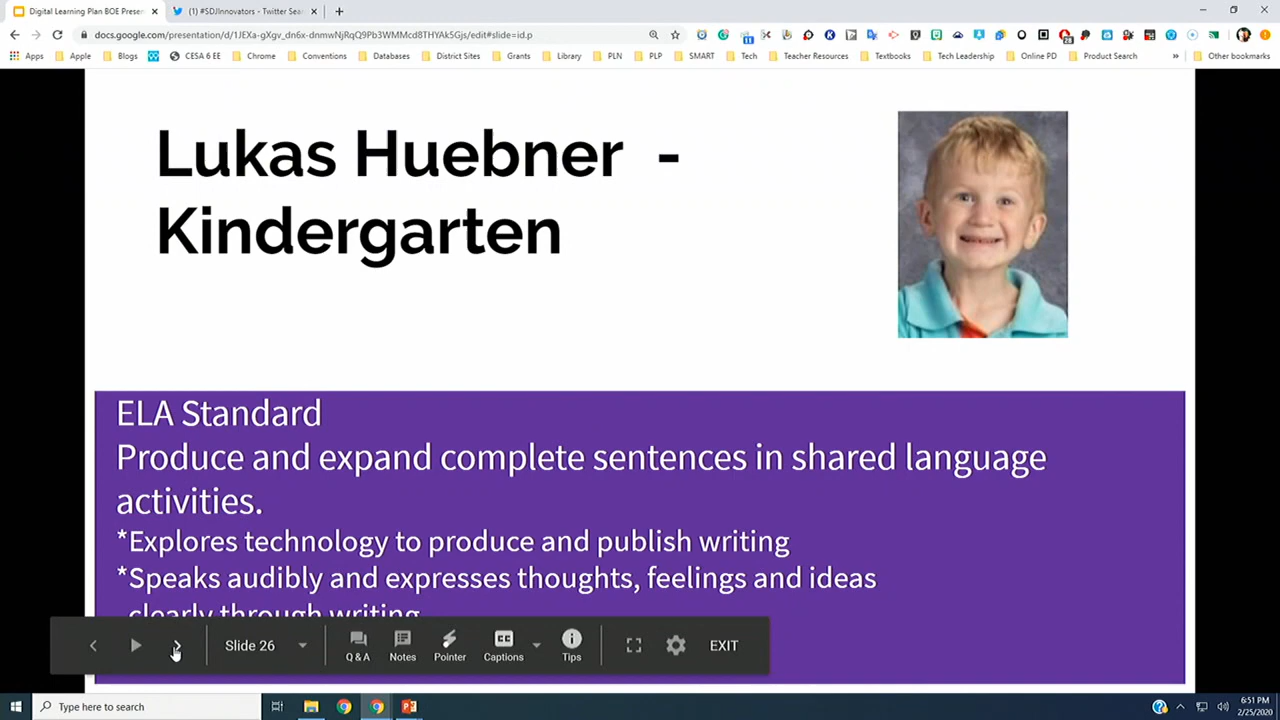 Digital Learning Plan BOE Presen
(1) #SDJInnovators - Twitter Sea
docs.google.com/presentation/d/1JEXa-gXgv_dn6x-dnmwNjRqQ9Pb3WMMcd8THYAk5Gjs/edit#slide=id.p
Apps Apple Blogs CESA 6 EE Chrome Conventions Databases District Sites Grants Library PLN PLP SMART Tech Teacher Resources Textbooks Tech Leadership Online PD Product Search » Other bookmarks
Lukas Huebner -
Kindergarten
ELA Standard
Produce and expand complete sentences in shared language
activities.
*Explores technology to produce and publish writing
*Speaks audibly and expresses thoughts, feelings and ideas
clearly through writing
Slide 26 Q & A Notes Pointer Captions Tips EXIT
Type here to search
6:51 PM
2/25/2020